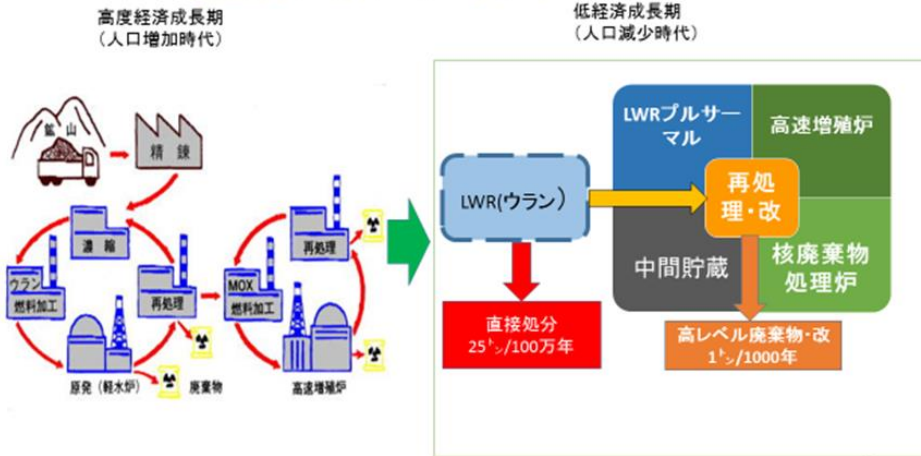 高度経済成長期
(人口増加時代)
鉱山
精錬
濃縮
ウラン
燃料加工
再処理
原発(軽水炉)
廃棄物
MOX
燃料加工
再処理
高速増殖炉
低経済成長期
(人口減少時代)
LWR(ウラン)
直接処分
25㌧/100万年
LWRプルサー
マル
高速増殖炉
再処
理・改
中間貯蔵
核廃棄物
処理炉
高レベル廃棄物・改
1㌧/1000年